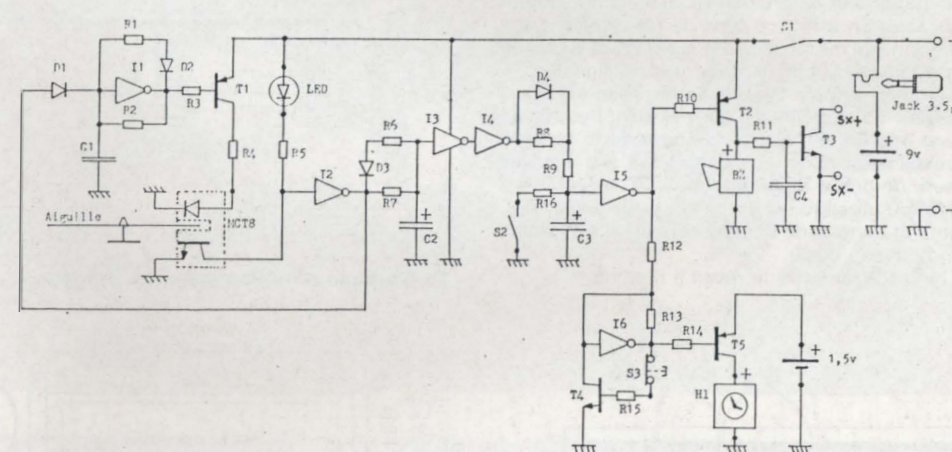 S1
R1
D1
I1
D2
T1
LED
D4
R10
T2
Jack 3.5
R3
R6
I3
I4
R8
R11
T3
SX+
P2
C1
R4
R5
I2
D3
R9
I5
BZ
9v
SX-
R7
R16
C4
Aiguille
MCT8
C2
S2
C3
R12
I6
R13
R14
T5
1,5v
S3
T4
R15
H1